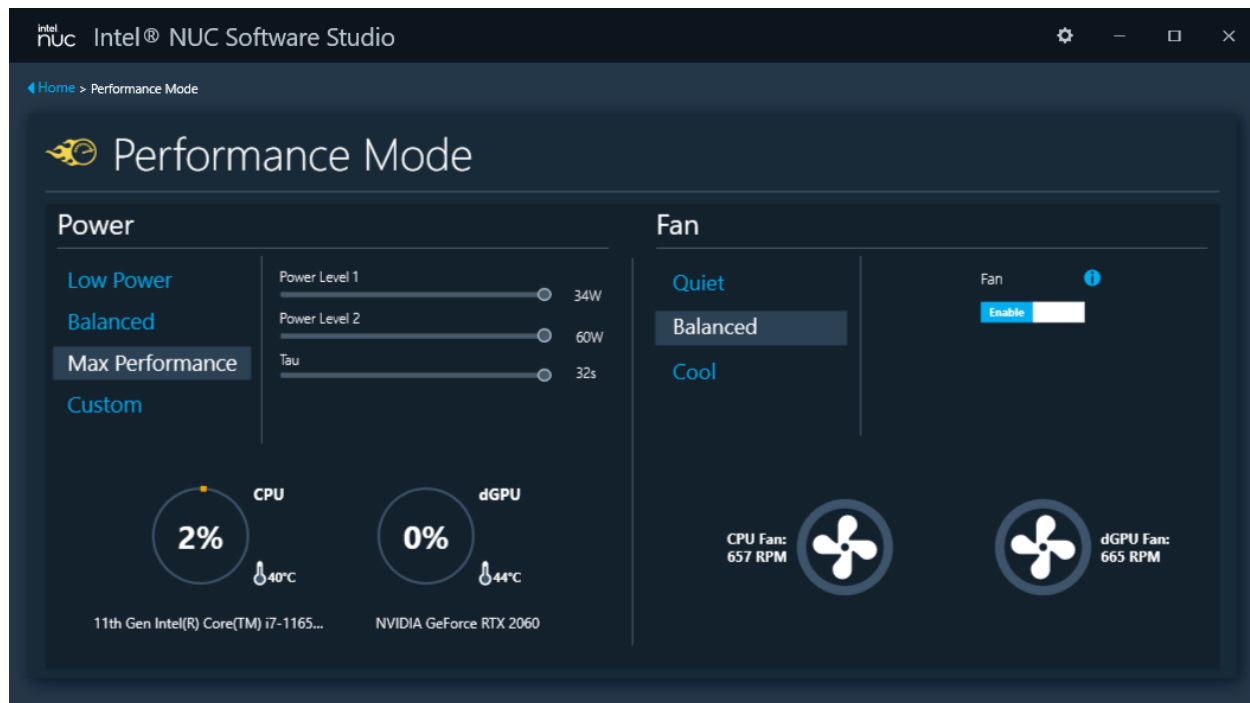 intel
nuc Intel® NUC Software Studio
Home > Performance Mode
Performance Mode
Power
Low Power
Balanced
Max Performance
Custom
Power Level 1
34W
Power Level 2
60W
Tau
32s
CPU
2%
40°C
11th Gen Intel(R) Core(TM) i7-1165...
dGPU
0%
44°C
NVIDIA GeForce RTX 2060
Fan
Quiet
Balanced
Cool
Fan
Enable
CPU Fan:
657 RPM
dGPU Fan:
665 RPM